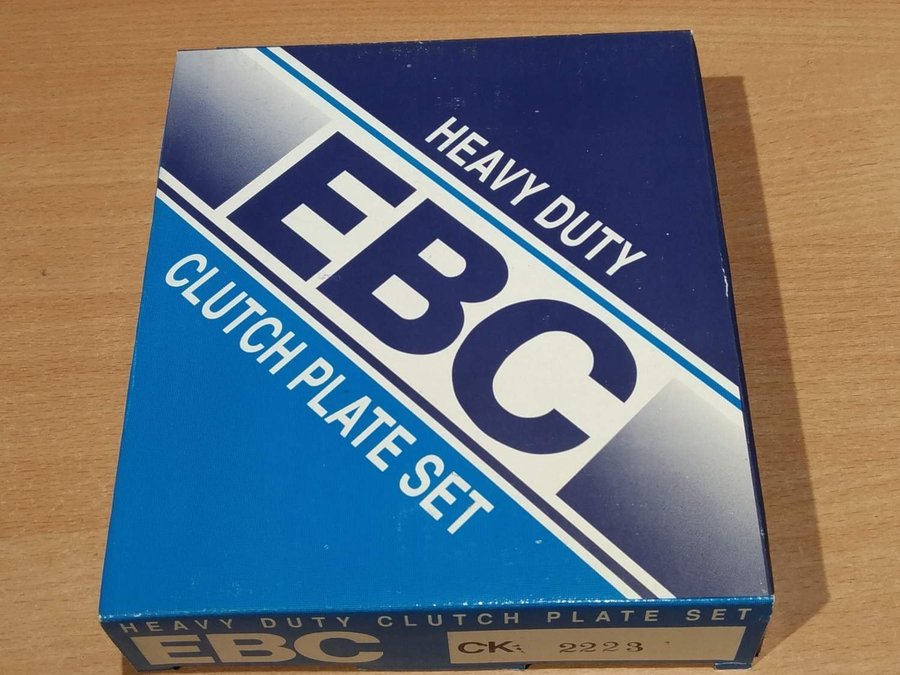 HEAVY DUTY
EBC
CLUTCH PLATE SET
HEAVY DUTY CLUTCH PLATE SET
EBC
CK: 2223